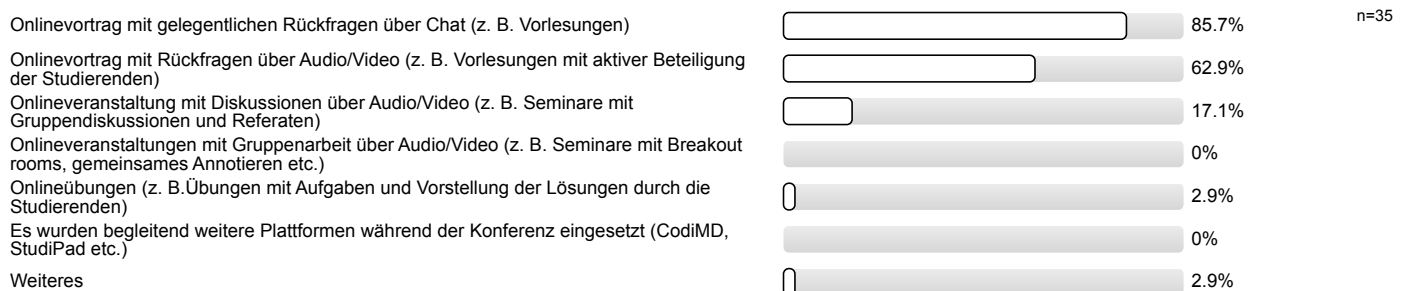 Onlinevortrag mit gelegentlichen Rückfragen über Chat (z. B. Vorlesungen) 85.7% n=35
Onlinevortrag mit Rückfragen über Audio/Video (z. B. Vorlesungen mit aktiver Beteiligung
der Studierenden) 62.9%
Onlineveranstaltung mit Diskussionen über Audio/Video (z. B. Seminare mit
Gruppendiskussionen und Referaten) 17.1%
Onlineveranstaltungen mit Gruppenarbeit über Audio/Video (z. B. Seminare mit Breakout
rooms, gemeinsames Annotieren etc.) 0%
Onlineübungen (z. B.Übungen mit Aufgaben und Vorstellung der Lösungen durch die
Studierenden) 2.9%
Es wurden begleitend weitere Plattformen während der Konferenz eingesetzt (CodiMD,
StudiPad etc.) 0%
Weiteres 2.9%